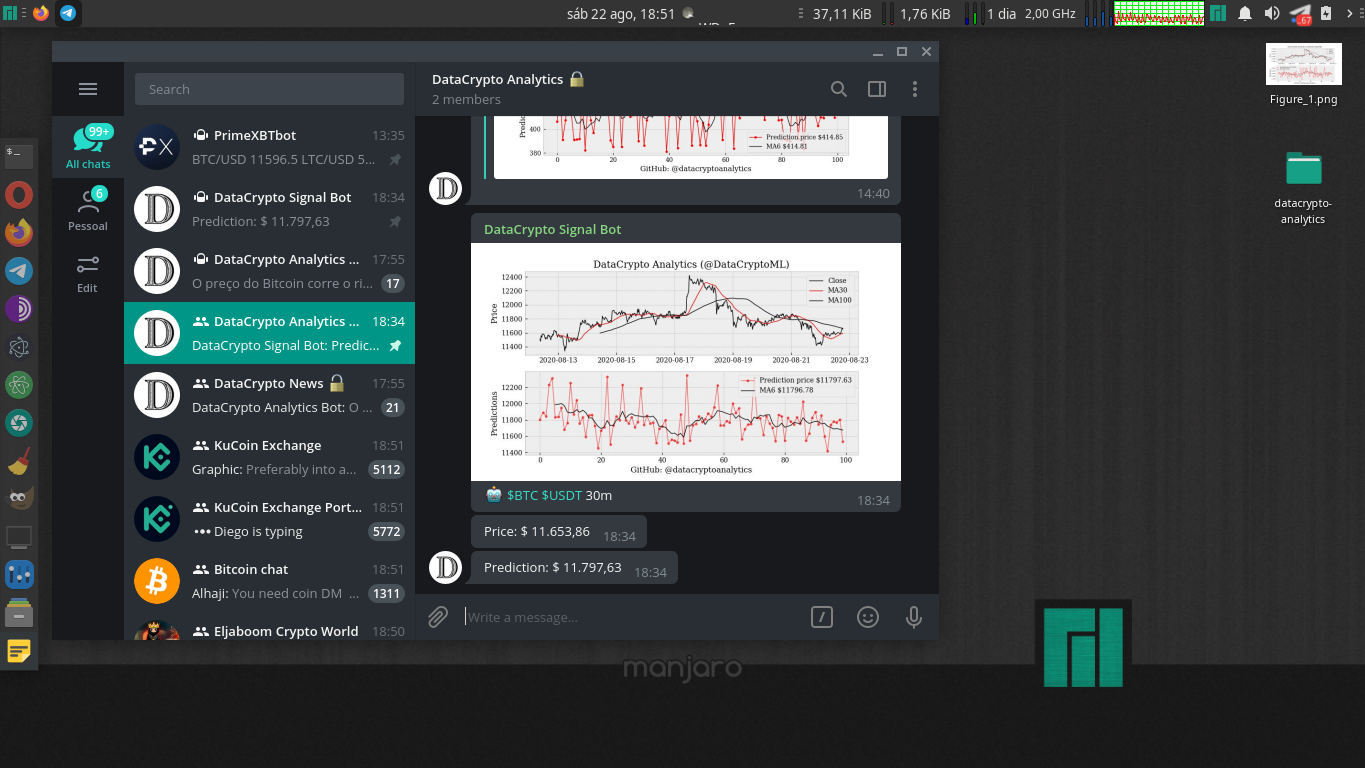 sáb 22 ago, 18:51
37,11 KiB
1,76 KiB
1 dia
2,00 GHz
67
Figure_1.png
datacrypto-
analytics
Search
99+
All chats
6
Pessoal
Edit
PrimeXBTbot 13:35
BTC/USD 11596.5 LTC/USD 5...
DataCrypto Signal Bot 18:34
Prediction: $ 11.797,63
DataCrypto Analytics ... 17:55
O preço do Bitcoin corre o ri... 17
DataCrypto Analytics ... 18:34
DataCrypto Signal Bot: Predic...
DataCrypto News 17:55
DataCrypto Analytics Bot: O ... 21
KuCoin Exchange 18:51
Graphic: Preferably into a... 5112
KuCoin Exchange Port... 18:51
Diego is typing 5772
Bitcoin chat 18:51
Alhaji: You need coin DM ... 1311
Eljaboom Crypto World 18:50
DataCrypto Analytics
2 members
400
380
0 20 40 60 80 100
Prediction price $414.85
MA6 $414.81
GitHub: @datacryptoanalytics
14:40
DataCrypto Signal Bot
DataCrypto Analytics (@DataCryptoML)
Price
12400
12200
12000
11800
11600
11400
Close
MA30
MA100
2020-08-13 2020-08-15 2020-08-17 2020-08-19 2020-08-21 2020-08-23
Predictions
12200
12000
11800
11600
11400
Prediction price $11797.63
MA6 $11796.78
0 20 40 60 80 100
GitHub: @datacryptoanalytics
$BTC $USDT 30m 18:34
Price: $ 11.653,86 18:34
Prediction: $ 11.797,63 18:34
Write a message...
manjaro